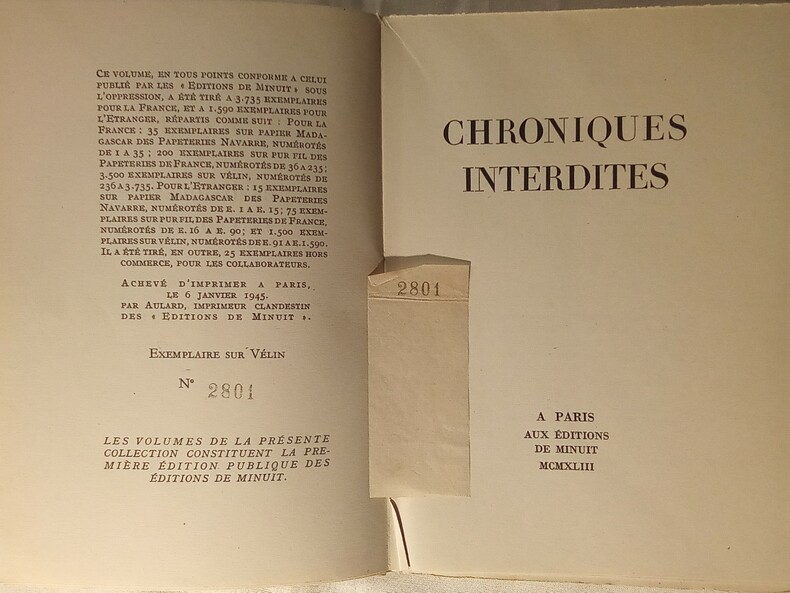 CE VOLUME, EN TOUS POINTS CONFORME A CELUI
PUBLIÉ PAR LES « EDITIONS DE MINUIT » SOUS
L'OPPRESSION, A ÉTÉ TIRÉ A 3.735 EXEMPLAIRES
POUR LA FRANCE, ET A 1.590 EXEMPLAIRES POUR
L'ETRANGER, RÉPARTIS COMME SUIT : POUR LA
FRANCE : 35 EXEMPLAIRES SUR PAPIER MADA-
GASCAR DES PAPETERIES NAVARRE, NUMÉROTÉS
DE 1 A 35 ; 200 EXEMPLAIRES SUR PUR FIL DES
PAPETERIES DE FRANCE, NUMÉROTÉS DE 36 A 235 ;
3.500 EXEMPLAIRES SUR VÉLIN, NUMÉROTÉS DE
236 A 3.735. POUR L'ETRANGER : 15 EXEMPLAIRES
SUR PAPIER MADAGASCAR DES PAPETERIES
NAVARRE, NUMÉROTÉS DE E. 1 A E. 15 ; 75 EXEM-
PLAIRES SUR PUR FIL DES PAPETERIES DE FRANCE,
NUMÉROTÉS DE E. 16 A E. 90 ; ET 1.500 EXEM-
PLAIRES SUR VÉLIN, NUMÉROTÉS DE E. 91 A E. 1.590.
IL A ÉTÉ TIRÉ, EN OUTRE, 25 EXEMPLAIRES HORS
COMMERCE, POUR LES COLLABORATEURS.
ACHEVÉ D'IMPRIMER A PARIS,
LE 6 JANVIER 1945.
PAR AULARD, IMPRIMEUR CLANDESTIN
DES « EDITIONS DE MINUIT ».
EXEMPLAIRE SUR VÉLIN
N° 2801
LES VOLUMES DE LA PRÉSENTE
COLLECTION CONSTITUENT LA PRE-
MIÈRE ÉDITION PUBLIQUE DES
ÉDITIONS DE MINUIT.
2801
CHRONIQUES
INTERDITES
A PARIS
AUX ÉDITIONS
DE MINUIT
MCMXLIII